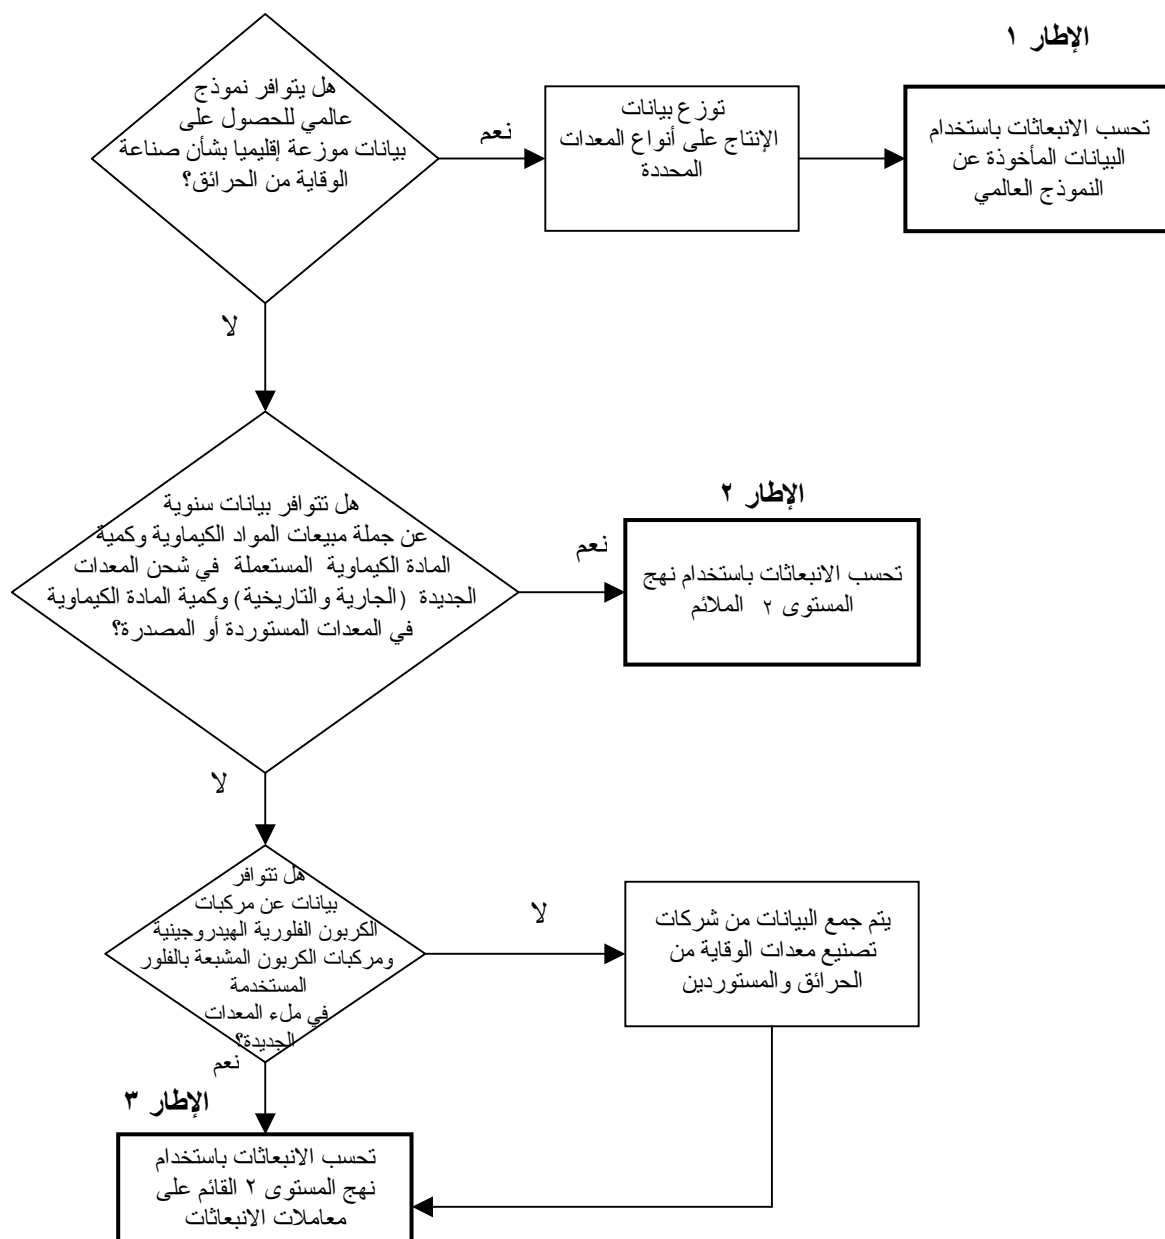 هل يتوافر نموذج
عالمي للحصول على
بيانات موزعة إقليميا بشأن صناعة
الوقاية من الحرائق؟
نعم
توزع بيانات
الإنتاج على أنواع المعدات
المحددة
الإطار ١
تحسب الانبعاثات باستخدام
البيانات المأخوذة عن
النموذج العالمي
لا
هل تتوافر بيانات سنوية
عن جملة مبيعات المواد الكيماوية وكمية
المادة الكيماوية المستعملة في شحن المعدات
الجديدة (الجارية والتاريخية) وكمية المادة الكيماوية
في المعدات المستوردة أو المصدرة؟
نعم
الإطار ٢
تحسب الانبعاثات باستخدام نهج
المستوى ٢ الملائم
لا
هل تتوافر
بيانات عن مركبات
الكربون الفلورية الهيدروجينية
ومركبات الكربون المشبعة بالفلور
المستخدمة
في ملء المعدات
الجديدة؟
لا
يتم جمع البيانات من شركات
تصنيع معدات الوقاية من
الحرائق والمستوردين
نعم
الإطار ٣
تحسب الانبعاثات باستخدام
نهج المستوى ٢ القائم على
معاملات الانبعاثات